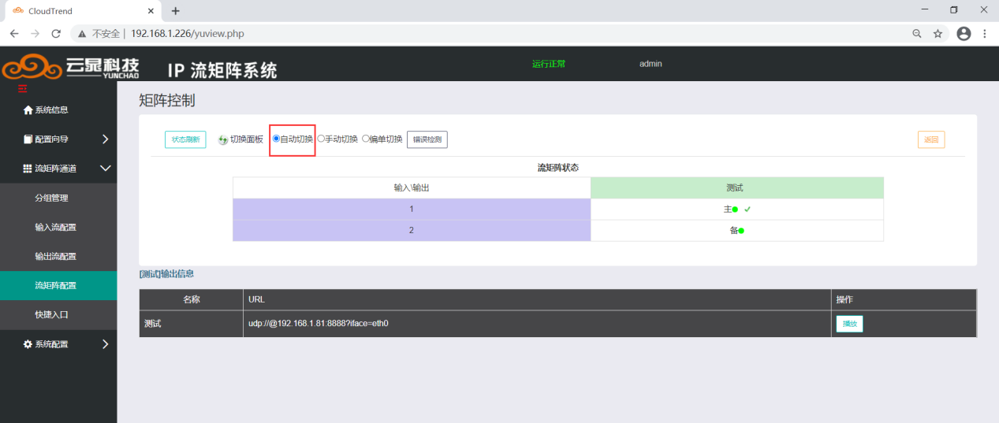 CloudTrend
不安全 | 192.168.1.226/yuview.php
云晁科技
YUNCHAO
IP 流矩阵系统
运行正常
admin
系统信息
配置向导
流矩阵通道
分组管理
输入流配置
输出流配置
流矩阵配置
快捷入口
系统配置
矩阵控制
状态刷新 切换面板 自动切换 手动切换 编单切换 错误检测 返回
流矩阵状态
输入\输出 测试
1 主
2 备
[测试]输出信息
名称 URL 操作
测试 udp://@192.168.1.81:8888?iface=eth0 播放